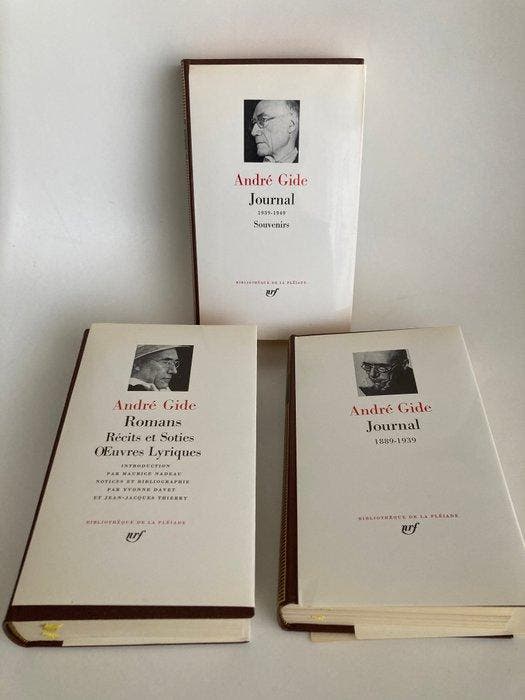 André Gide
Journal
1939-1949
Souvenirs
BIBLIOTHÈQUE DE LA PLÉIADE
nrf
André Gide
Romans
Récits et Soties
Œuvres Lyriques
INTRODUCTION
PAR MAURICE NADEAU
NOTICES ET BIBLIOGRAPHIE
PAR YVONNE DAVET
ET JEAN-JACQUES THIERRY
BIBLIOTHÈQUE DE LA PLÉIADE
nrf
André Gide
Journal
1889-1939
BIBLIOTHÈQUE DE LA PLÉIADE
nrf